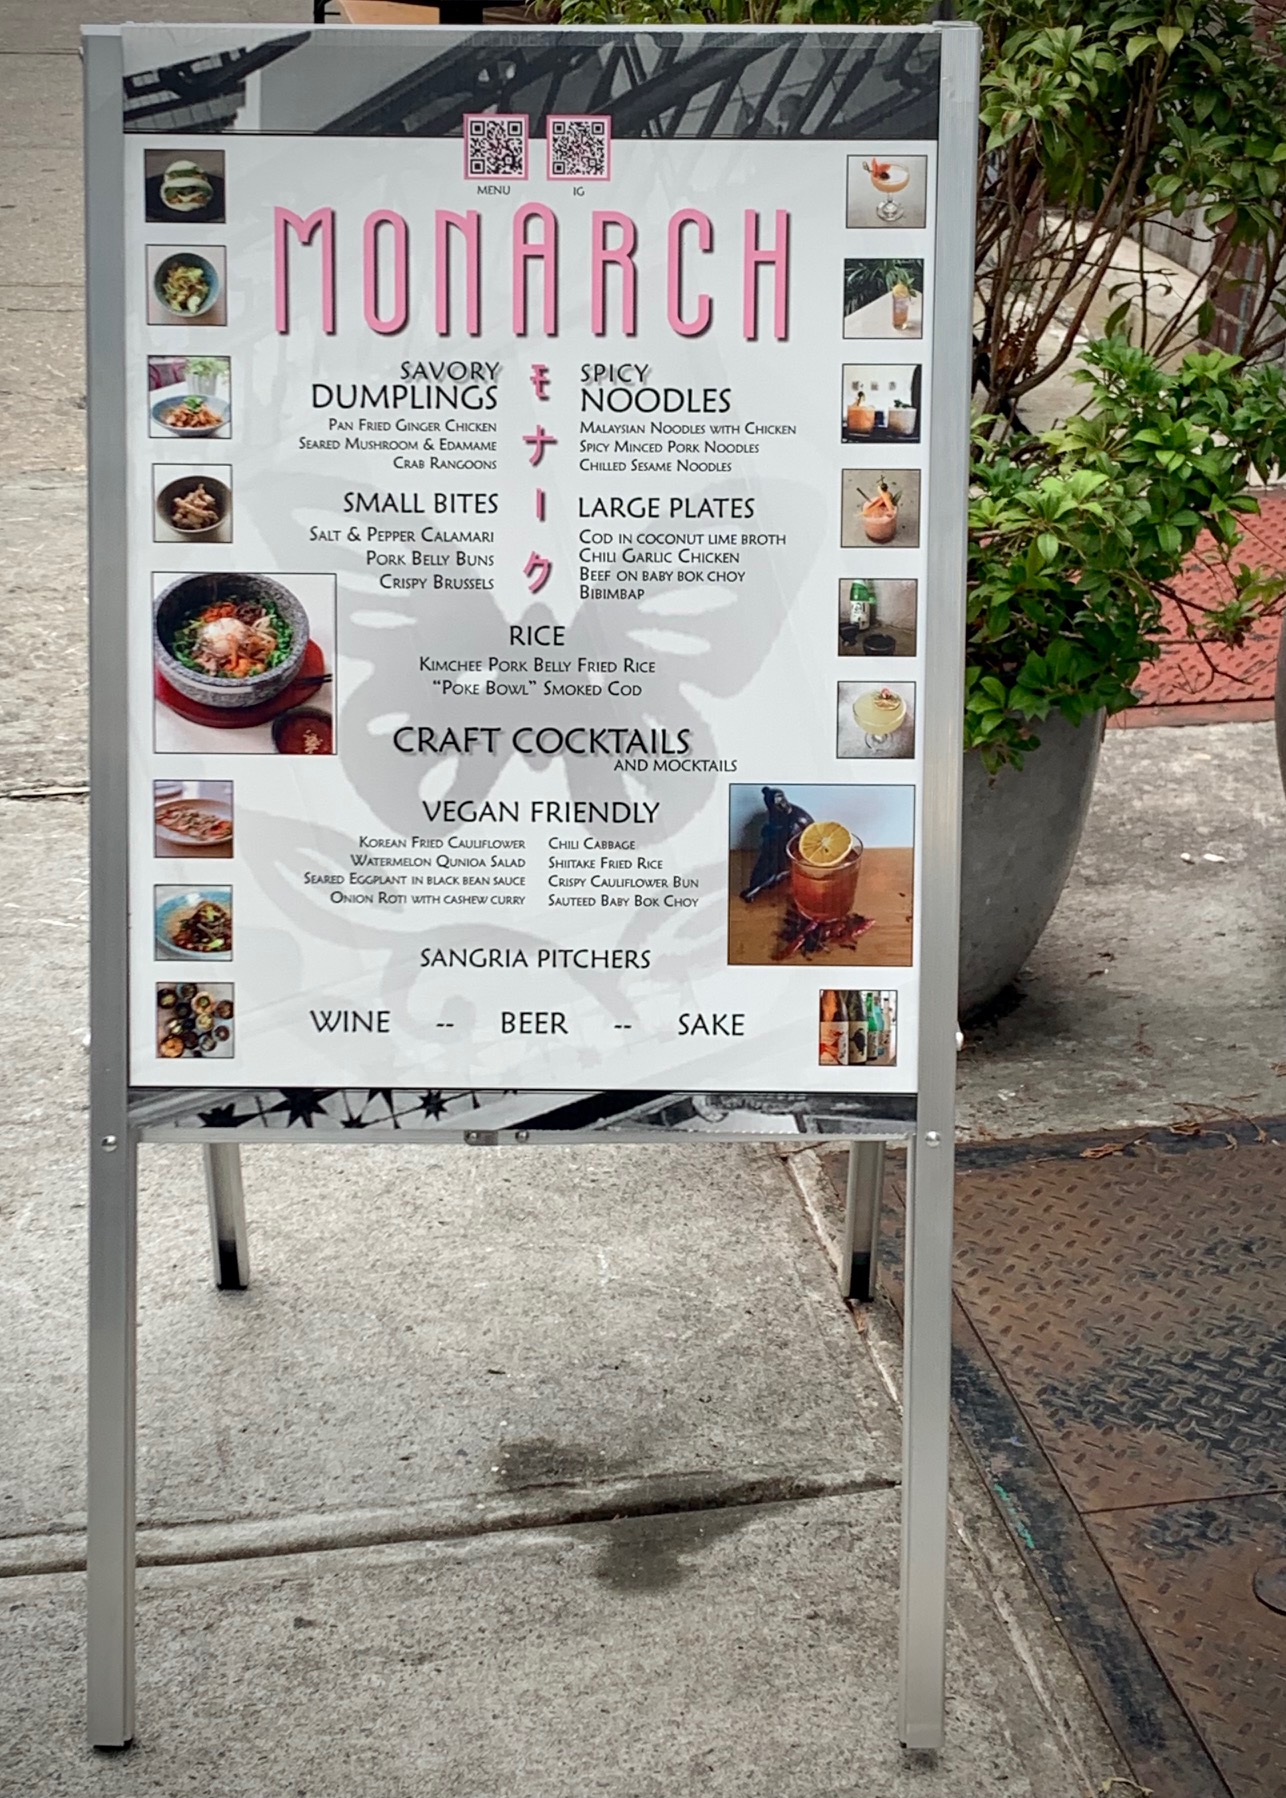 MENU
IG
MONARCH
モナーク
SAVORY
DUMPLINGS
PAN FRIED GINGER CHICKEN
SEARED MUSHROOM & EDAMAME
CRAB RANGOONS
SPICY
NOODLES
MALAYSIAN NOODLES WITH CHICKEN
SPICY MINCED PORK NOODLES
CHILLED SESAME NOODLES
SMALL BITES
SALT & PEPPER CALAMARI
PORK BELLY BUNS
CRISPY BRUSSELS
LARGE PLATES
COD IN COCONUT LIME BROTH
CHILI GARLIC CHICKEN
BEEF ON BABY BOK CHOY
BIBIMBAP
RICE
KIMCHEE PORK BELLY FRIED RICE
"POKE BOWL" SMOKED COD
CRAFT COCKTAILS
AND MOCKTAILS
VEGAN FRIENDLY
KOREAN FRIED CAULIFLOWER
WATERMELON QUNIOA SALAD
SEARED EGGPLANT IN BLACK BEAN SAUCE
ONION ROTI WITH CASHEW CURRY
CHILI CABBAGE
SHIITAKE FRIED RICE
CRISPY CAULIFLOWER BUN
SAUTEED BABY BOK CHOY
SANGRIA PITCHERS
WINE -- BEER -- SAKE